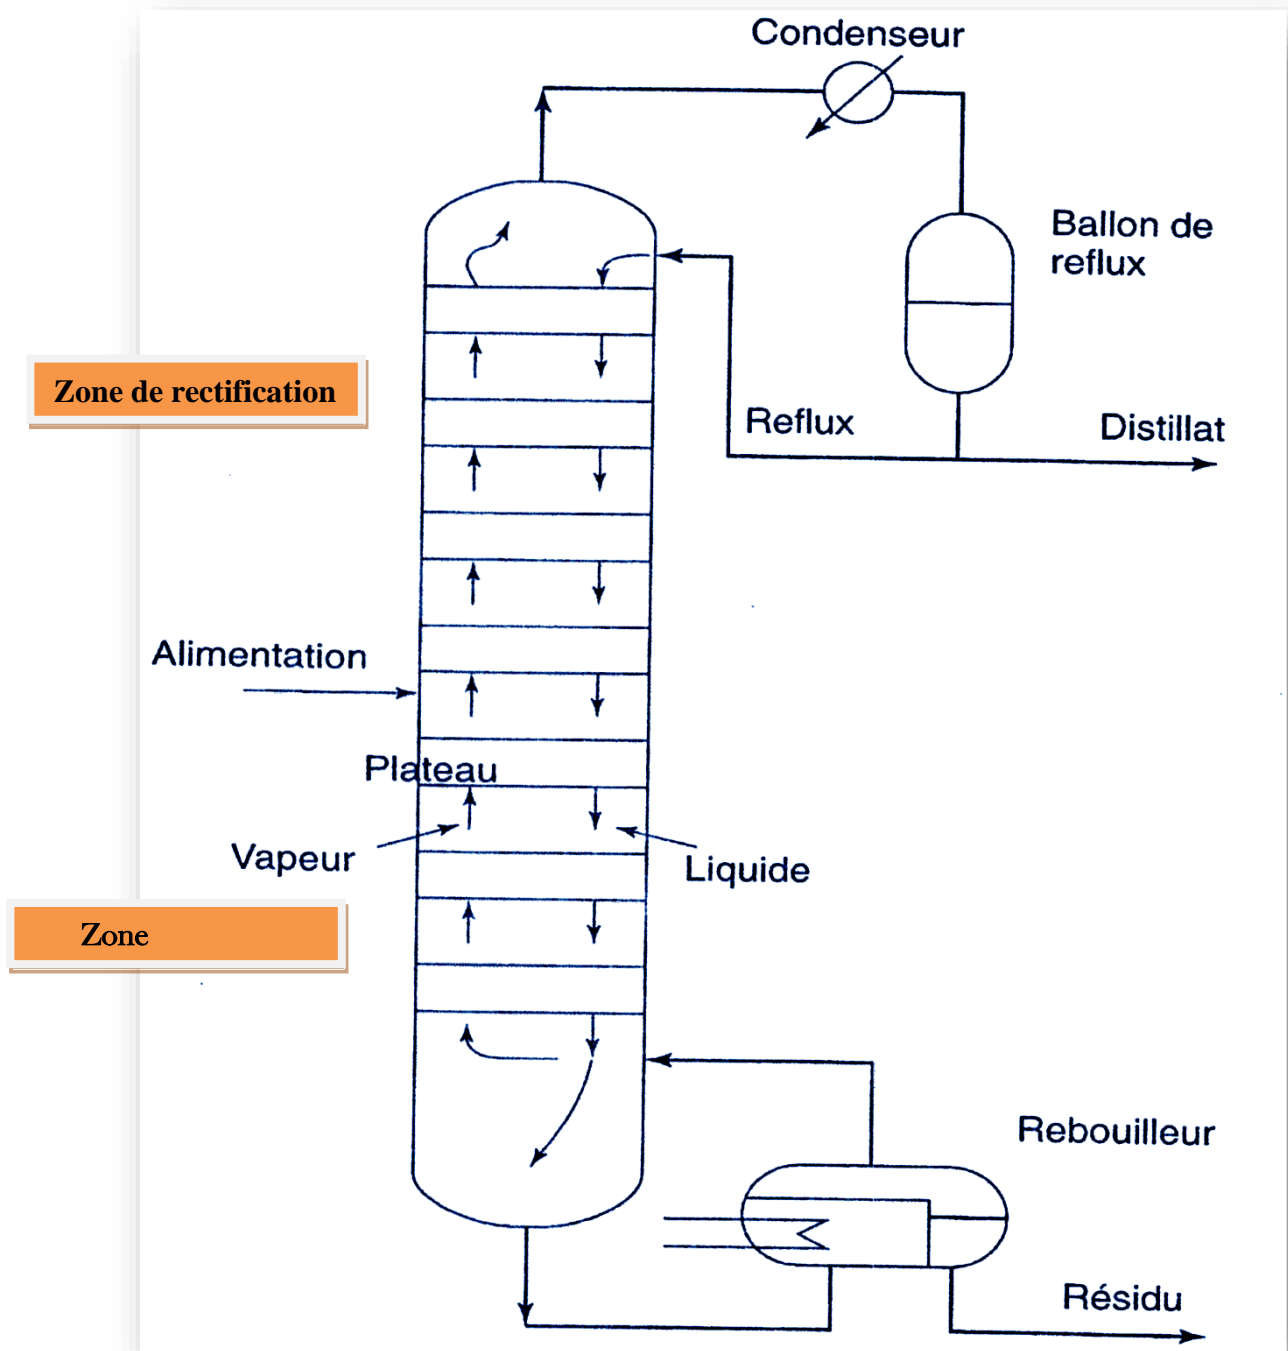 Condenseur
Ballon de
reflux
Zone de rectification
Reflux
Distillat
Alimentation
Plateau
Vapeur
Liquide
Zone
Rebouilleur
Résidu